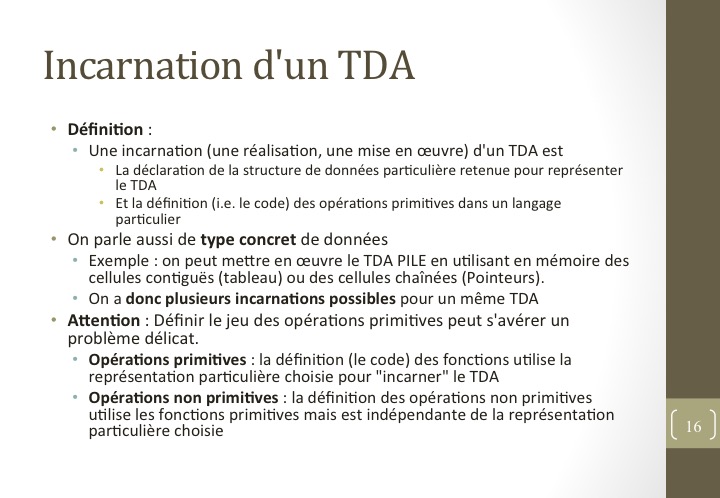 Incarnation d'un TDA
• Définition :
• Une incarnation (une réalisation, une mise en œuvre) d'un TDA est
• La déclaration de la structure de données particulière retenue pour représenter
le TDA
• Et la définition (i.e. le code) des opérations primitives dans un langage
particulier
• On parle aussi de type concret de données
• Exemple : on peut mettre en œuvre le TDA PILE en utilisant en mémoire des
cellules contiguës (tableau) ou des cellules chaînées (Pointeurs).
• On a donc plusieurs incarnations possibles pour un même TDA
• Attention : Définir le jeu des opérations primitives peut s'avérer un
problème délicat.
• Opérations primitives : la définition (le code) des fonctions utilise la
représentation particulière choisie pour "incarner" le TDA
• Opérations non primitives : la définition des opérations non primitives
utilise les fonctions primitives mais est indépendante de la représentation
particulière choisie
16